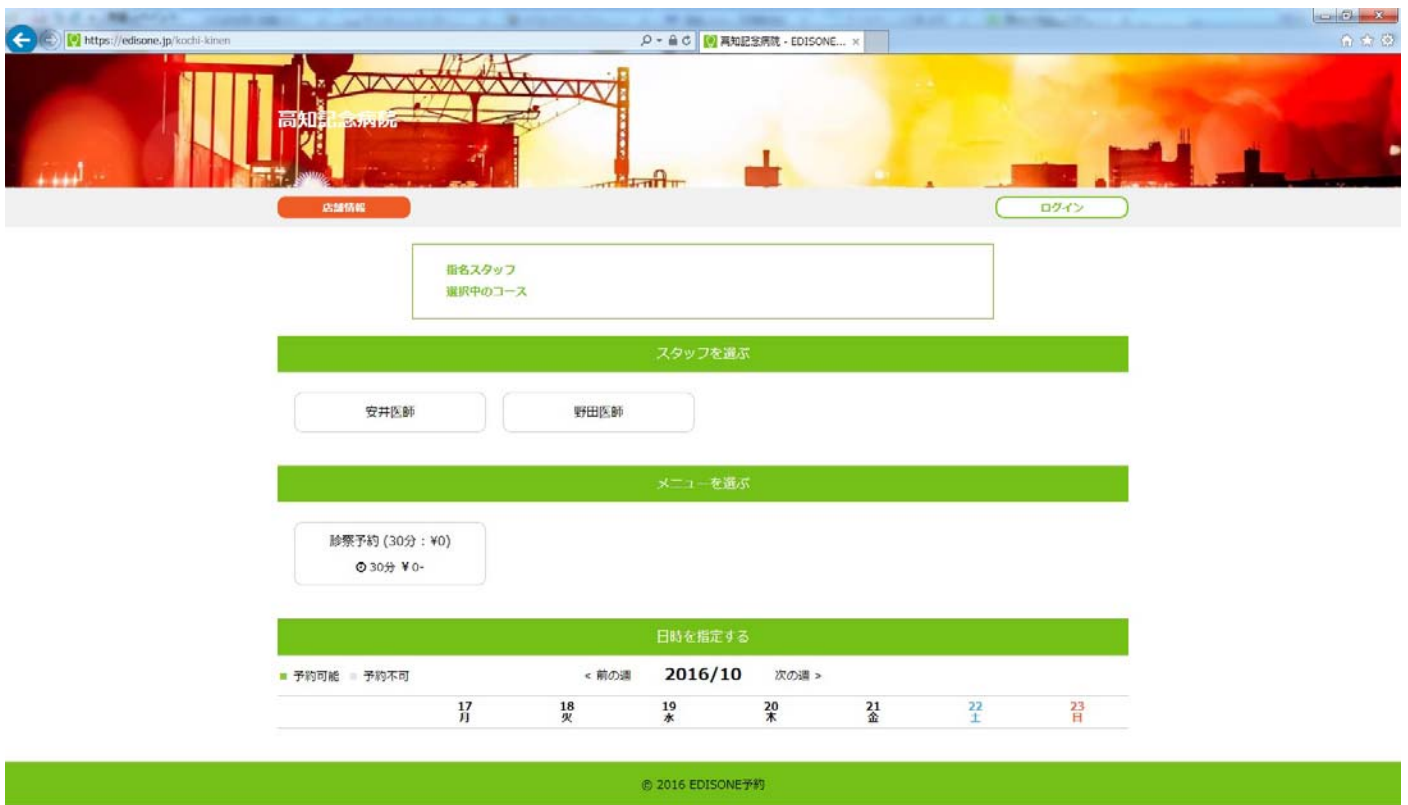 https://edisone.jp/kochi-kinen
高知記念病院 - EDISONE... ×
高知記念病院
店舗情報
ログイン
指名スタッフ
選択中のコース
スタッフを選ぶ
安井医師
野田医師
メニューを選ぶ
診察予約 (30分 : ¥0)
30分 ¥ 0-
日時を指定する
予約可能 予約不可
« 前の週 2016/10 次の週 »
17 18 19 20 21 22 23
月 火 水 木 金 土 日
© 2016 EDISONE予約